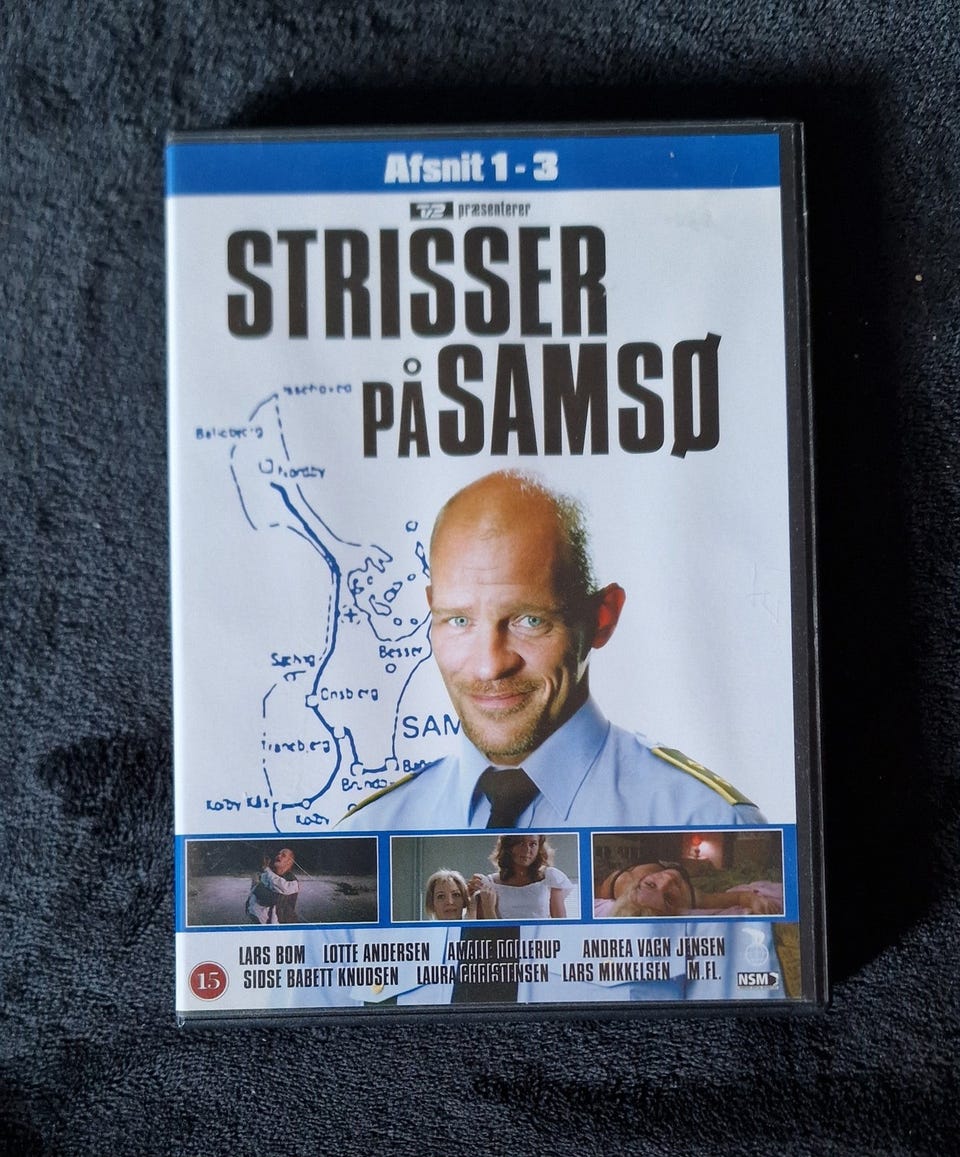 Afsnit 1 - 3
TV2 præsenterer
STRISSER
PÅ SAMSØ
Besser
Onsberg
SAM
LARS BOM LOTTE ANDERSEN AMALIE DOLLERUP ANDREA VAGN JENSEN
SIDSE BABETT KNUDSEN LAURA CHRISTENSEN LARS MIKKELSEN M.FL.
15
NSM